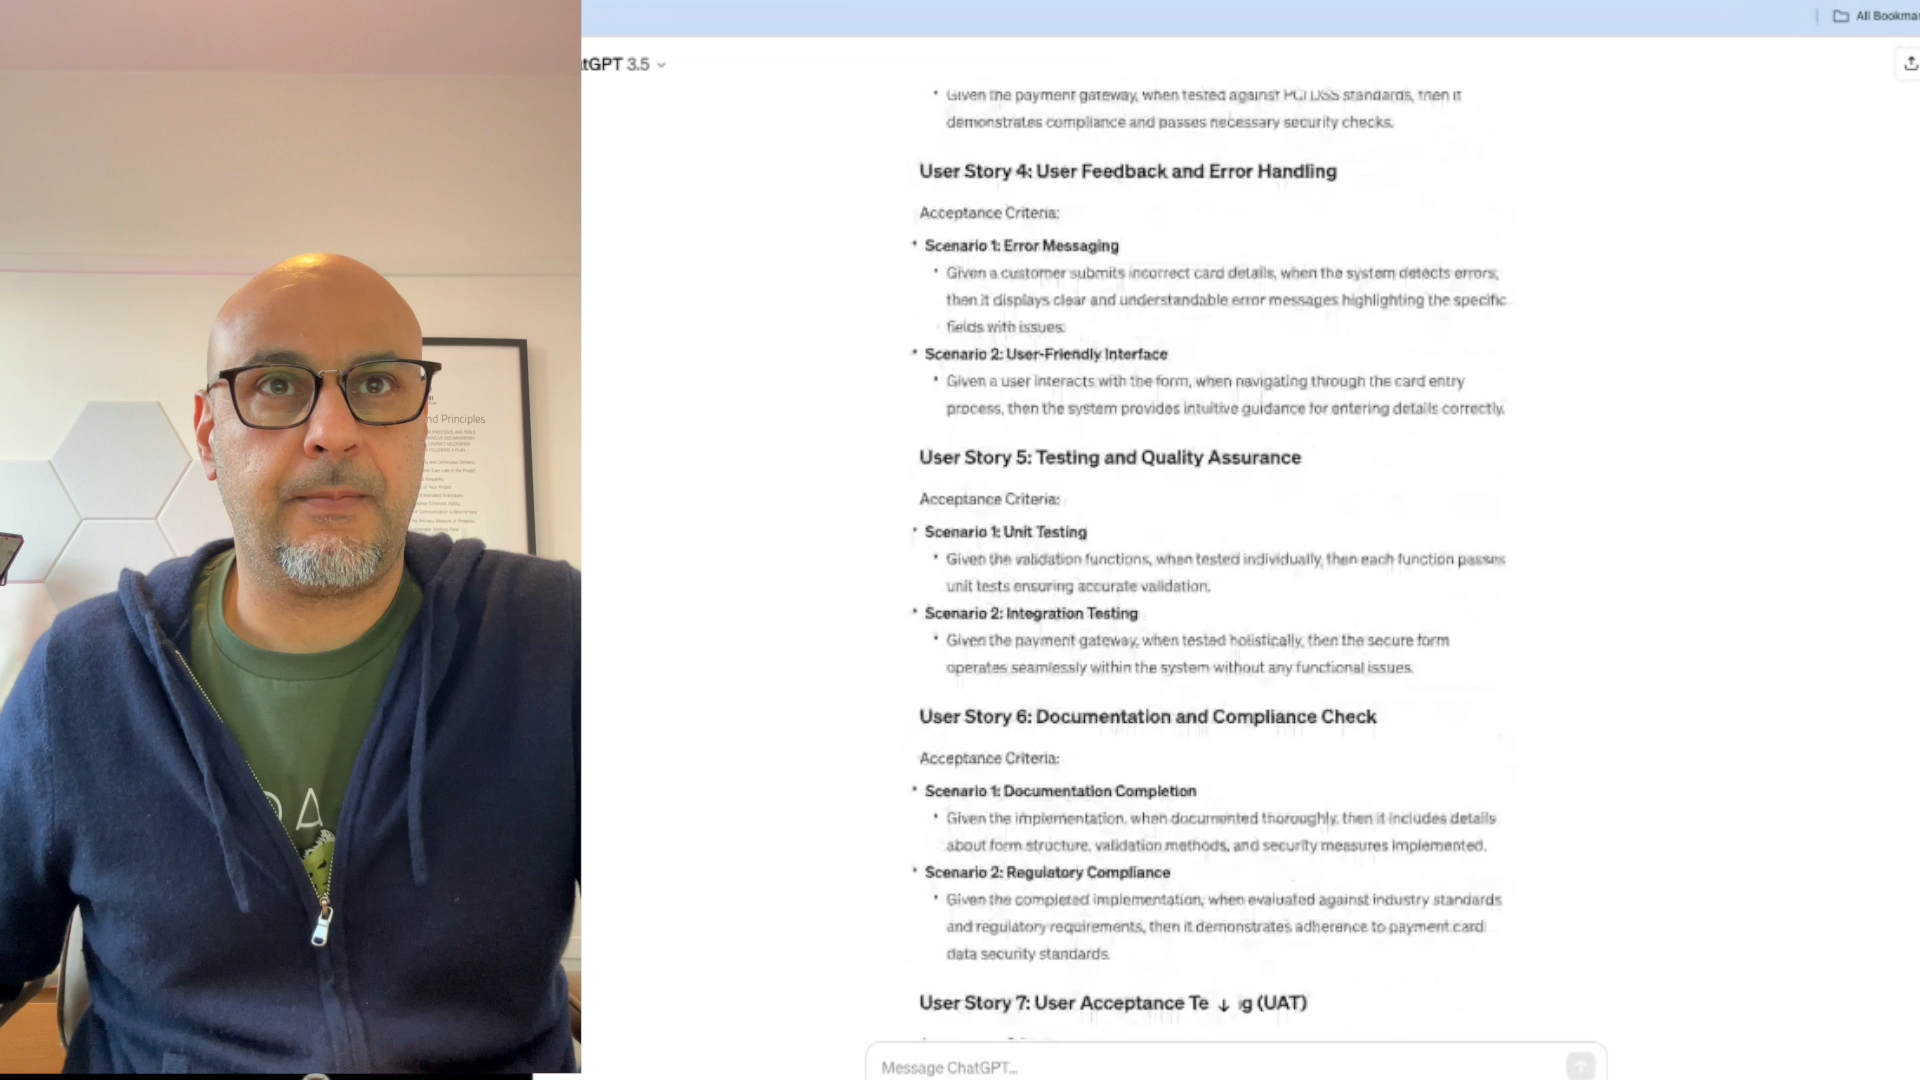 All Bookma
tGPT 3.5
Given the payment gateway, when tested against PCI DSS standards, then it
demonstrates compliance and passes necessary security checks.
User Story 4: User Feedback and Error Handling
Acceptance Criteria:
Scenario 1: Error Messaging
Given a customer submits incorrect card details, when the system detects errors,
then it displays clear and understandable error messages highlighting the specific
fields with issues.
Scenario 2: User-Friendly Interface
Given a user interacts with the form, when navigating through the card entry
process, then the system provides intuitive guidance for entering details correctly.
User Story 5: Testing and Quality Assurance
Acceptance Criteria:
Scenario 1: Unit Testing
Given the validation functions, when tested individually, then each function passes
unit tests ensuring accurate validation.
Scenario 2: Integration Testing
Given the payment gateway, when tested holistically, then the secure form
operates seamlessly within the system without any functional issues.
User Story 6: Documentation and Compliance Check
Acceptance Criteria:
Scenario 1: Documentation Completion
Given the implementation, when documented thoroughly, then it includes details
about form structure, validation methods, and security measures implemented.
Scenario 2: Regulatory Compliance
Given the completed implementation, when evaluated against industry standards
and regulatory requirements, then it demonstrates adherence to payment card
data security standards.
User Story 7: User Acceptance Te g (UAT)
Message ChatGPT...
nd Principles